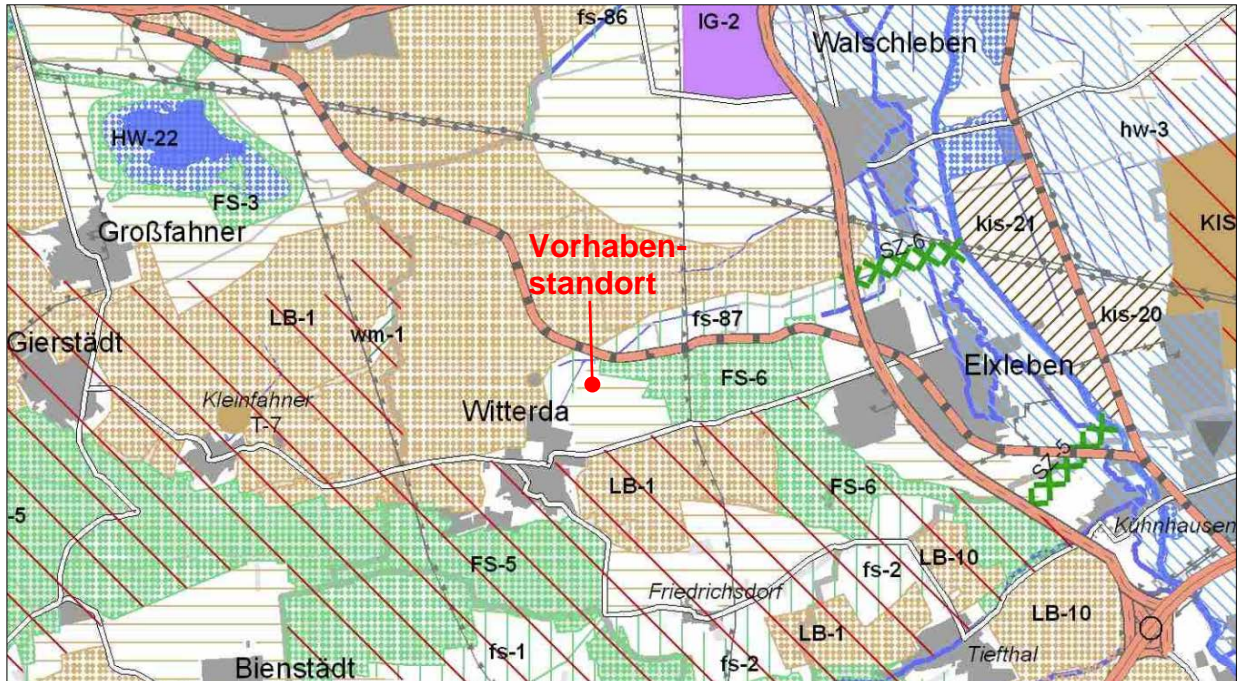 fs-86
IG-2
Walschleben
HW-22
hw-3
FS-3
kis-21
KIS
Großfahner
SZ-6
Vorhaben-
standort
LB-1
wm-1
fs-87
kis-20
Gierstädt
FS-6
Elxleben
Kleinfahner
T-7
Witterda
SZ-5
LB-1
FS-6
-5
Kühnhausen
FS-5
fs-2
LB-10
Friedrichsdorf
LB-1
LB-10
fs-1
fs-2
Tiefthal
Bienstädt